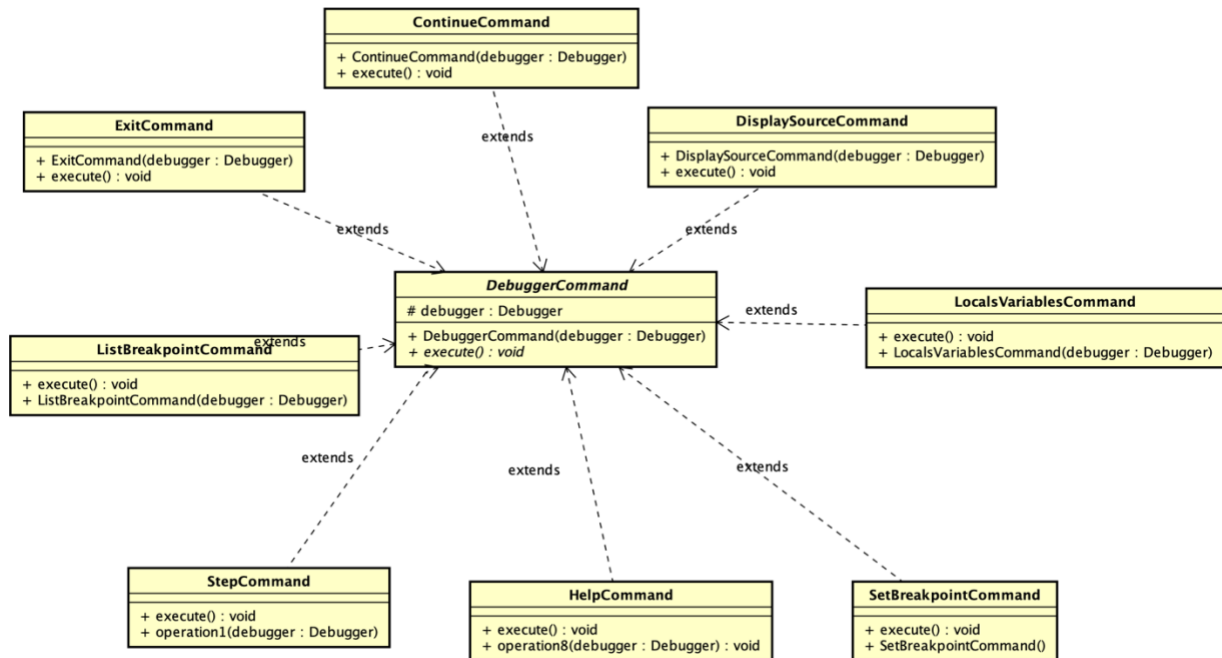 ContinueCommand
+ ContinueCommand(debugger : Debugger)
+ execute() : void
ExitCommand
+ ExitCommand(debugger : Debugger)
+ execute() : void
extends
DisplaySourceCommand
+ DisplaySourceCommand(debugger : Debugger)
+ execute() : void
extends
extends
DebuggerCommand
# debugger : Debugger
+ DebuggerCommand(debugger : Debugger)
+ execute() : void
extends
LocalsVariablesCommand
+ execute() : void
+ LocalsVariablesCommand(debugger : Debugger)
extends
ListBreakpointCommand
+ execute() : void
+ ListBreakpointCommand(debugger : Debugger)
extends
extends
extends
StepCommand
+ execute() : void
+ operation1(debugger : Debugger)
HelpCommand
+ execute() : void
+ operation8(debugger : Debugger) : void
SetBreakpointCommand
+ execute() : void
+ SetBreakpointCommand()